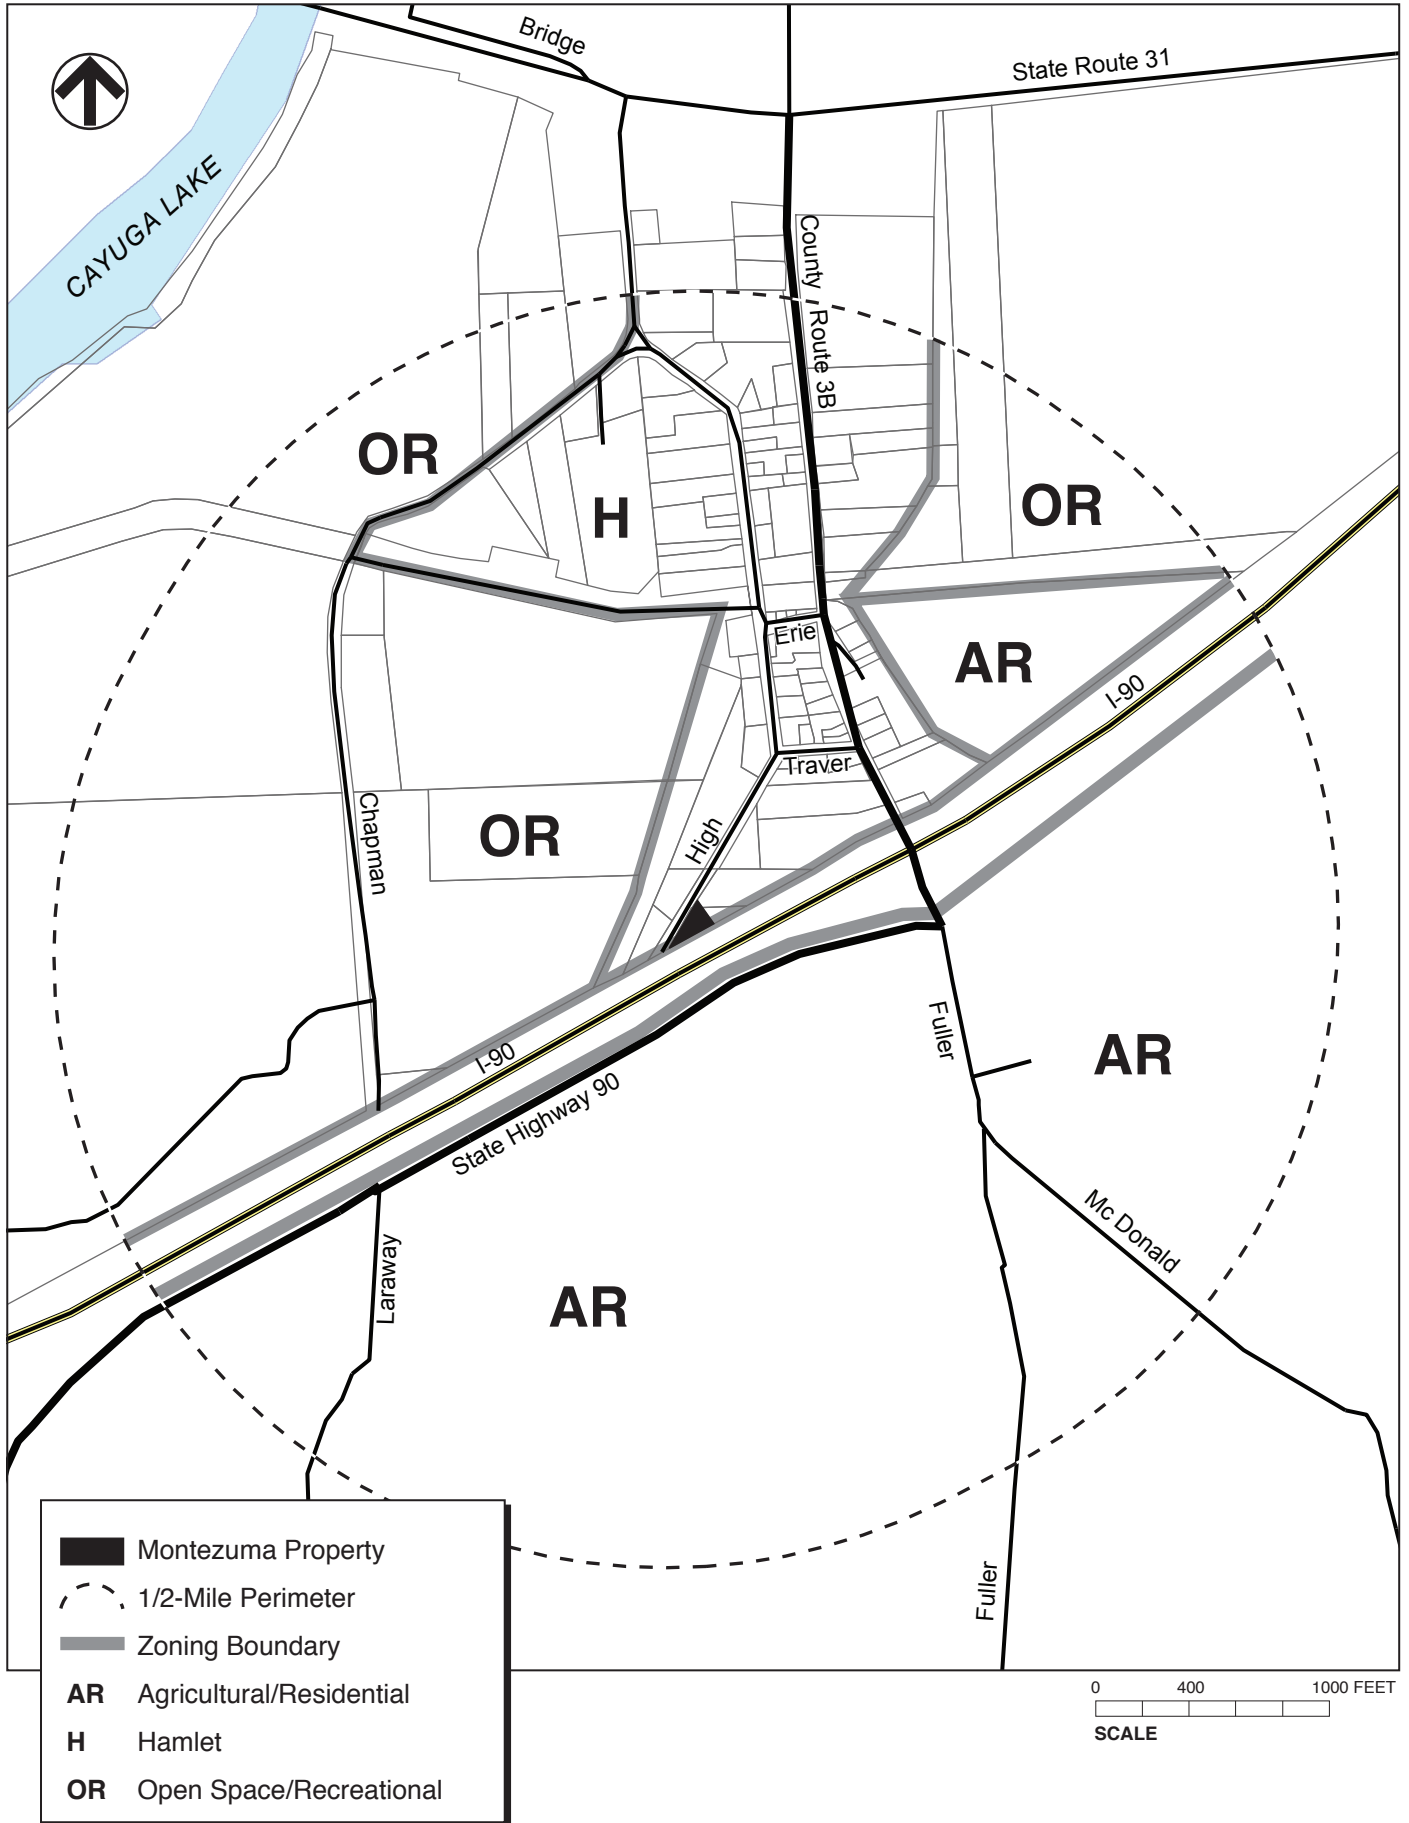 Bridge
State Route 31
CAYUGA LAKE
County Route 3B
OR
H
OR
Erie
AR
I-90
Traver
Chapman
OR
High
Fuller
I-90
AR
State Highway 90
Mc Donald
Laraway
AR
Fuller
Montezuma Property
1/2-Mile Perimeter
Zoning Boundary
AR Agricultural/Residential
H Hamlet
OR Open Space/Recreational
0 400 1000 FEET
SCALE